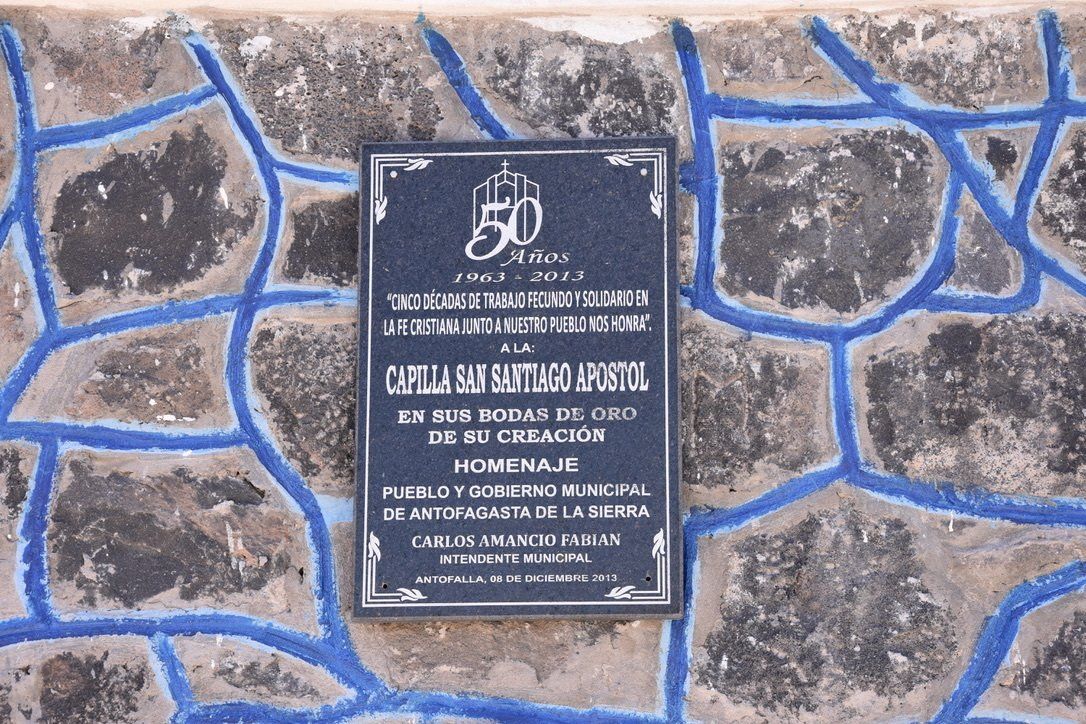 50
Años
1963 - 2013
"CINCO DÉCADAS DE TRABAJO FECUNDO Y SOLIDARIO EN
LA FE CRISTIANA JUNTO A NUESTRO PUEBLO NOS HONRA".
A LA:
CAPILLA SAN SANTIAGO APOSTOL
EN SUS BODAS DE ORO
DE SU CREACIÓN
HOMENAJE
PUEBLO Y GOBIERNO MUNICIPAL
DE ANTOFAGASTA DE LA SIERRA
CARLOS AMANCIO FABIAN
INTENDENTE MUNICIPAL
ANTOFALLA, 08 DE DICIEMBRE 2013